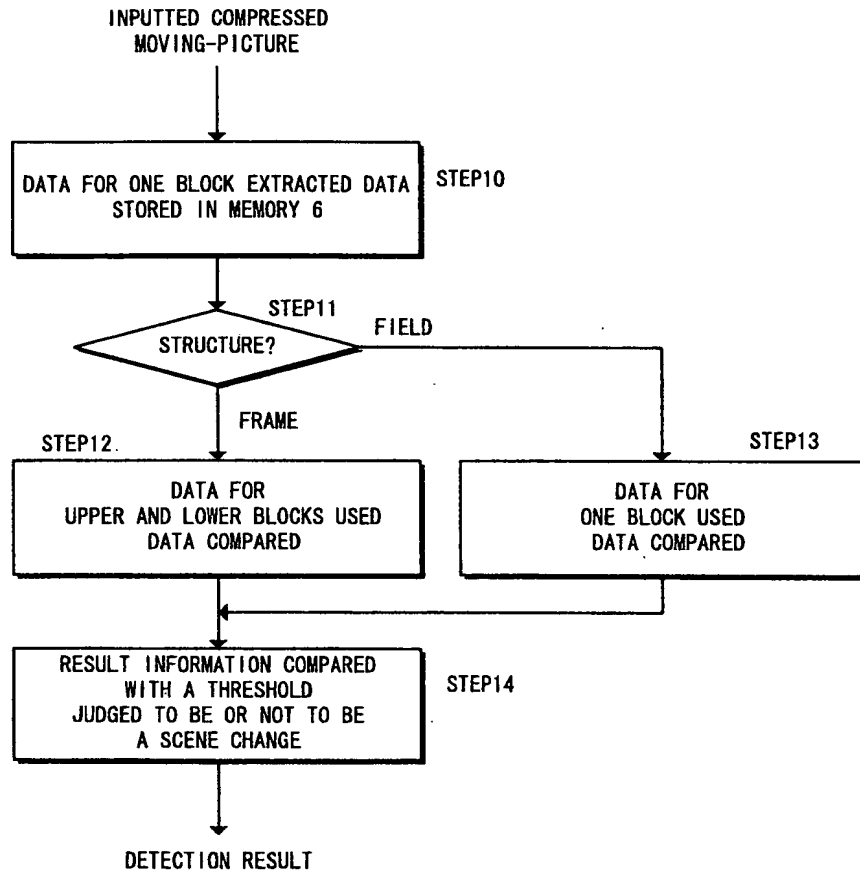 INPUTTED COMPRESSED
MOVING-PICTURE
DATA FOR ONE BLOCK EXTRACTED DATA
STORED IN MEMORY 6
STEP10
STEP11
STRUCTURE?
FIELD
FRAME
STEP12
DATA FOR
UPPER AND LOWER BLOCKS USED
DATA COMPARED
STEP13
DATA FOR
ONE BLOCK USED
DATA COMPARED
RESULT INFORMATION COMPARED
WITH A THRESHOLD
JUDGED TO BE OR NOT TO BE
A SCENE CHANGE
STEP14
DETECTION RESULT